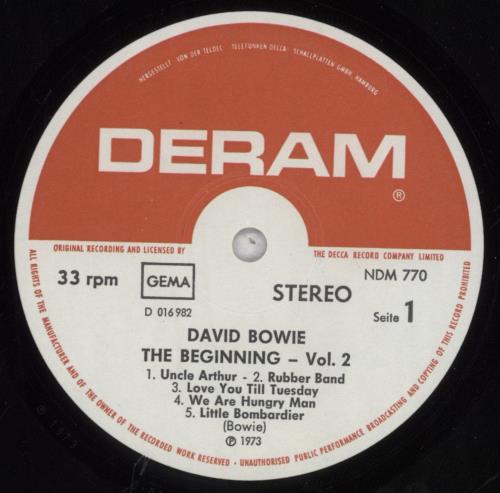 HERGESTELLT VON DER TELDEC »TELEFUNKEN-DECCA« SCHALLPLATTEN GMBH, HAMBURG
DERAM
®
ORIGINAL RECORDING AND LICENSED BY
THE DECCA RECORD COMPANY LIMITED
33 rpm
GEMA
D 016 982
STEREO
NDM 770
Seite 1
DAVID BOWIE
THE BEGINNING – Vol. 2
1. Uncle Arthur - 2. Rubber Band
3. Love You Till Tuesday
4. We Are Hungry Man
5. Little Bombardier
(Bowie)
℗ 1973
ALL RIGHTS OF THE MANUFACTURER AND OF THE OWNER OF THE RECORDED WORK RESERVED - UNAUTHORISED PUBLIC PERFORMANCE BROADCASTING AND COPYING OF THIS RECORD PROHIBITED
© 1973